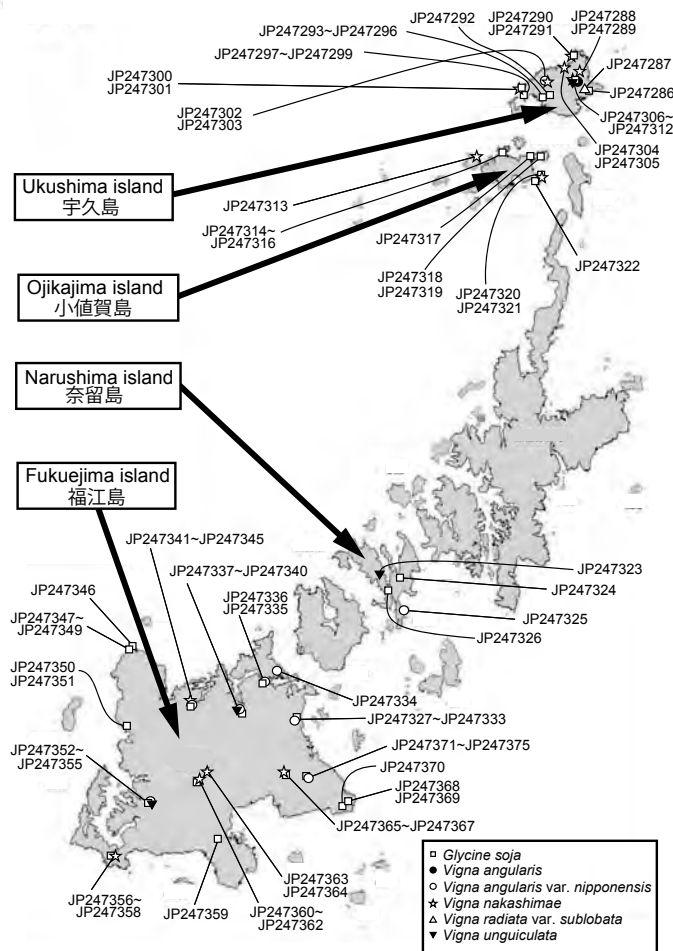 JP247292
JP247290
JP247291
JP247288
JP247289
JP247293~JP247296
JP247297~JP247299
JP247287
JP247300
JP247301
JP247286
JP247302
JP247303
JP247306~
JP247312
JP247304
JP247305
Ukushima island
宇久島
JP247313
JP247314~
JP247316
JP247317
JP247322
JP247318
JP247319
JP247320
JP247321
Ojikajima island
小値賀島
Narushima island
奈留島
Fukuejima island
福江島
JP247323
JP247324
JP247325
JP247326
JP247341~JP247345
JP247337~JP247340
JP247336
JP247335
JP247346
JP247347~
JP247349
JP247350
JP247351
JP247334
JP247327~JP247333
JP247352~
JP247355
JP247371~JP247375
JP247370
JP247368
JP247369
JP247365~JP247367
JP247356~
JP247358
JP247359
JP247363
JP247364
JP247360~
JP247362
Glycine soja
Vigna angularis
Vigna angularis var. nipponensis
Vigna nakashimae
Vigna radiata var. sublobata
Vigna unguiculata